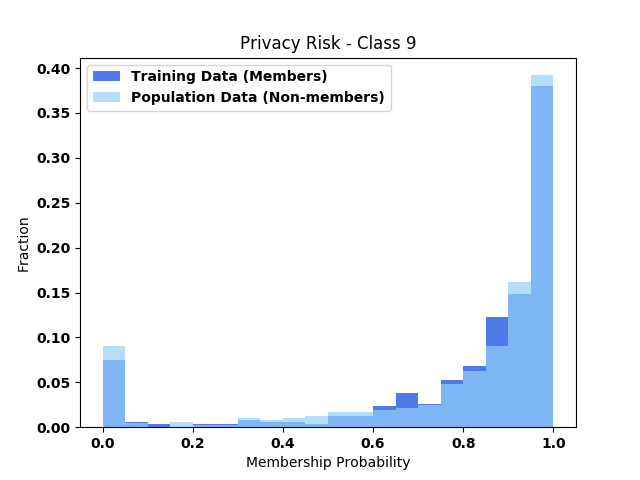 Privacy Risk - Class 9
Training Data (Members)
Population Data (Non-members)
0.40
0.35
0.30
0.25
0.20
0.15
0.10
0.05
0.00
Fraction
0.0 0.2 0.4 0.6 0.8 1.0
Membership Probability